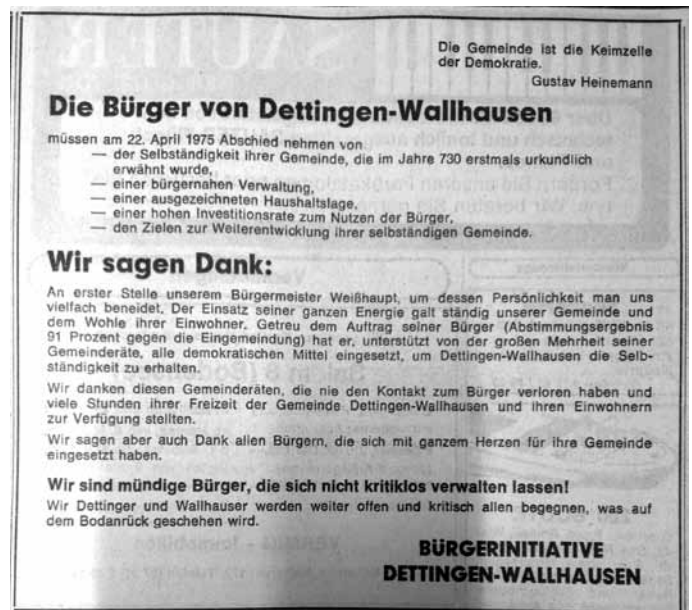 Die Gemeinde ist die Keimzelle
der Demokratie.
Gustav Heinemann
Die Bürger von Dettingen-Wallhausen
müssen am 22. April 1975 Abschied nehmen von
— der Selbständigkeit ihrer Gemeinde, die im Jahre 730 erstmals urkundlich
erwähnt wurde,
— einer bürgernahen Verwaltung,
— einer ausgezeichneten Haushaltslage,
— einer hohen Investitionsrate zum Nutzen der Bürger,
— den Zielen zur Weiterentwicklung ihrer selbständigen Gemeinde.
Wir sagen Dank:
An erster Stelle unserem Bürgermeister Weißhaupt, um dessen Persönlichkeit man uns
vielfach beneidet. Der Einsatz seiner ganzen Energie galt ständig unserer Gemeinde und
dem Wohle ihrer Einwohner. Getreu dem Auftrag seiner Bürger (Abstimmungsergebnis
91 Prozent gegen die Eingemeindung) hat er, unterstützt von der großen Mehrheit seiner
Gemeinderäte, alle demokratischen Mittel eingesetzt, um Dettingen-Wallhausen die Selb-
ständigkeit zu erhalten.
Wir danken diesen Gemeinderäten, die nie den Kontakt zum Bürger verloren haben und
viele Stunden ihrer Freizeit der Gemeinde Dettingen-Wallhausen und ihren Einwohnern
zur Verfügung stellten.
Wir sagen aber auch Dank allen Bürgern, die sich mit ganzem Herzen für ihre Gemeinde
eingesetzt haben.
Wir sind mündige Bürger, die sich nicht kritiklos verwalten lassen!
Wir Dettinger und Wallhauser werden weiter offen und kritisch allen begegnen, was auf
dem Bodanrück geschehen wird.
BÜRGERINITIATIVE
DETTINGEN-WALLHAUSEN